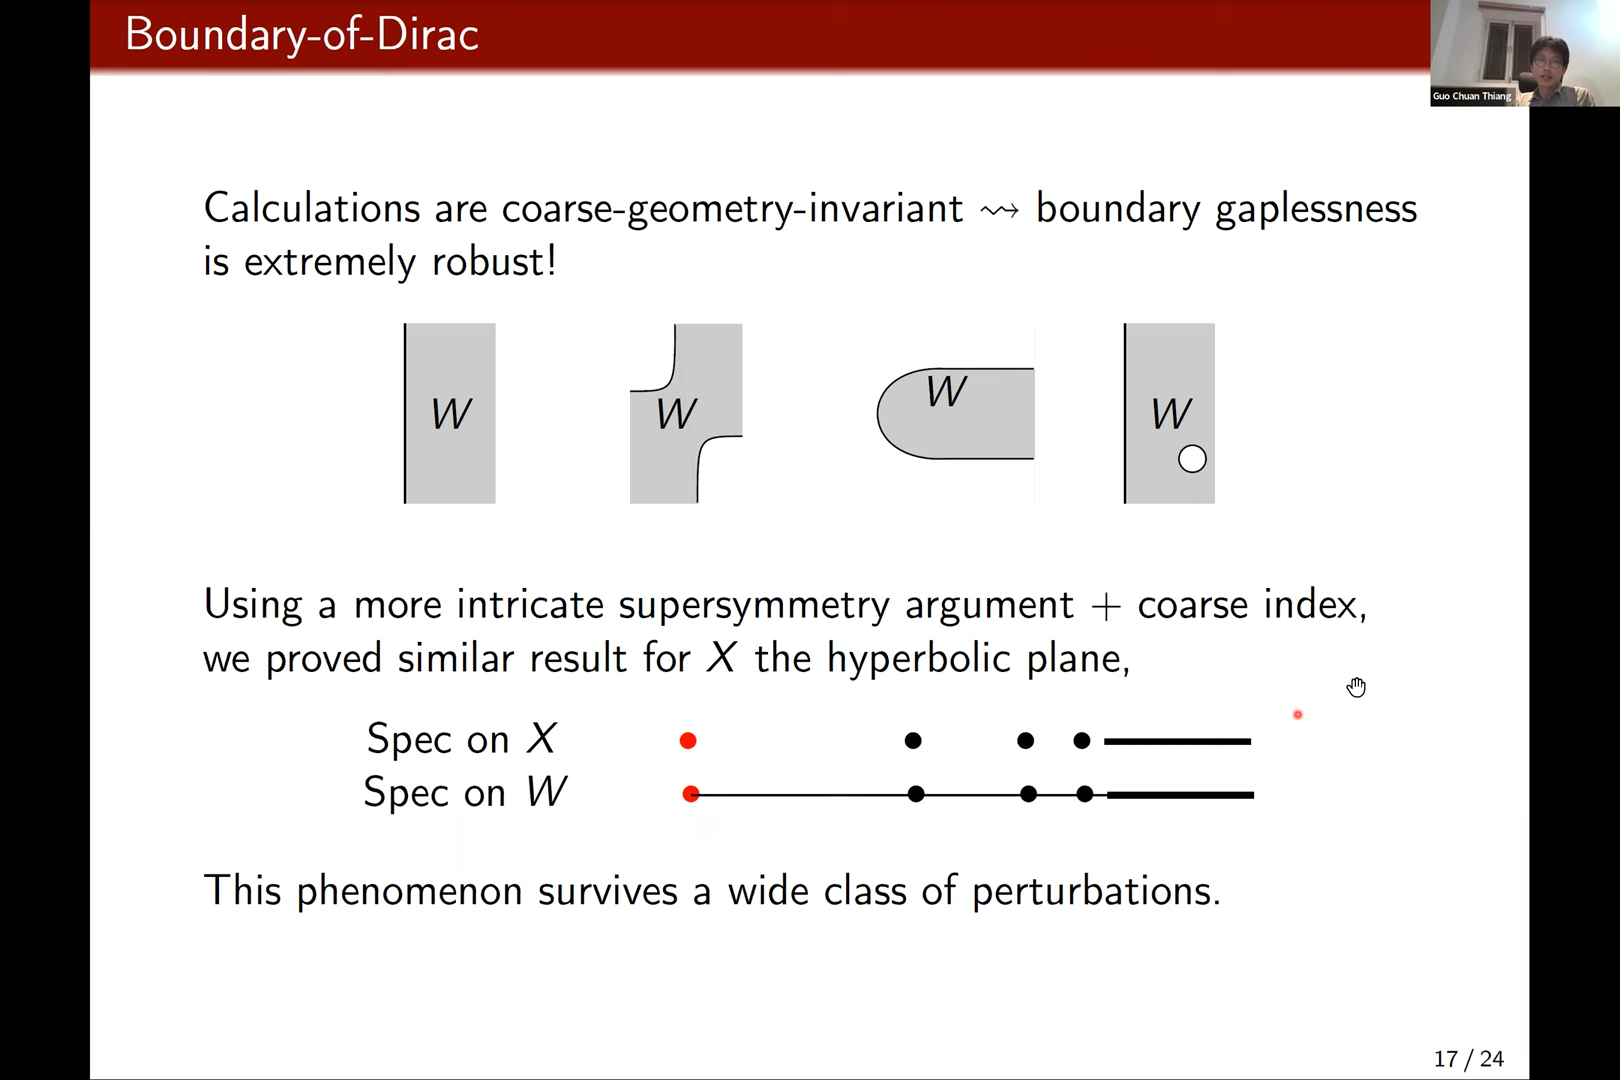 Boundary-of-Dirac
Guo Chuan Thiang
Calculations are coarse-geometry-invariant ⇝ boundary gaplessness
is extremely robust!
W
W
W
W
Using a more intricate supersymmetry argument + coarse index,
we proved similar result for X the hyperbolic plane,
Spec on X
Spec on W
This phenomenon survives a wide class of perturbations.
17 / 24